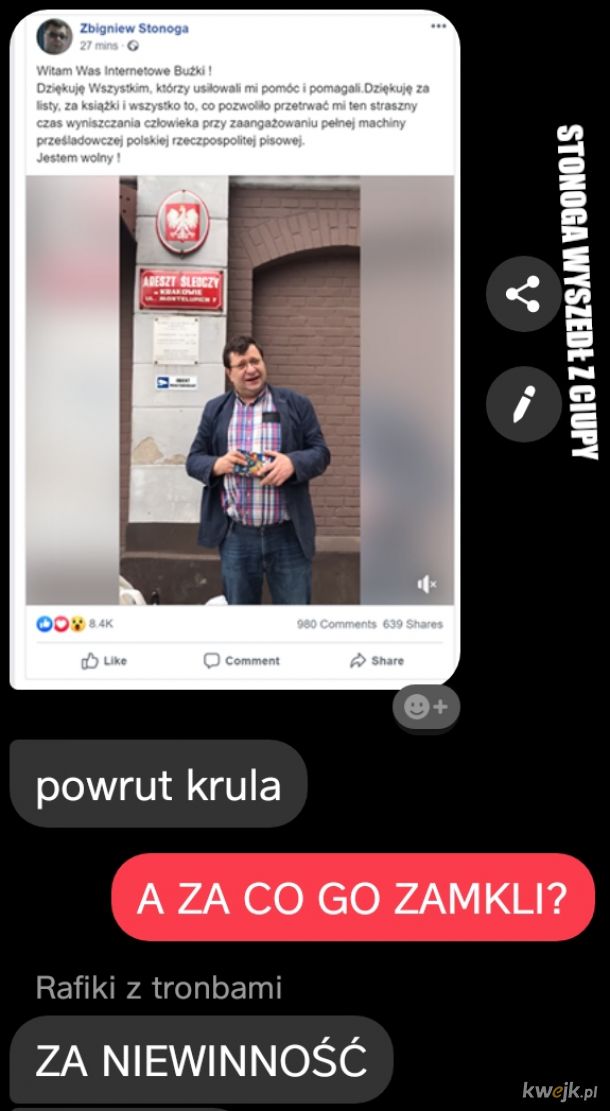 Zbigniew Stonoga
27 mins
Witam Was Internetowe Buźki !
Dziękuję Wszystkim, którzy usiłowali mi pomóc i pomagali.Dziękuję za
listy, za książki i wszystko to, co pozwoliło przetrwać mi ten straszny
czas wyniszczania człowieka przy zaangażowaniu pełnej machiny
prześladowczej polskiej rzeczpospolitej pisowej.
Jestem wolny !
STONOGA WYSZEDŁ Z CIUPY
ARESZT ŚLEDCZY
W KRAKOWIE
UL. MONTELUPICH 7
8.4K
980 Comments 639 Shares
Like Comment Share
powrut krula
A ZA CO GO ZAMKLI?
Rafiki z tronbami
ZA NIEWINNOŚĆ
kwejk.pl